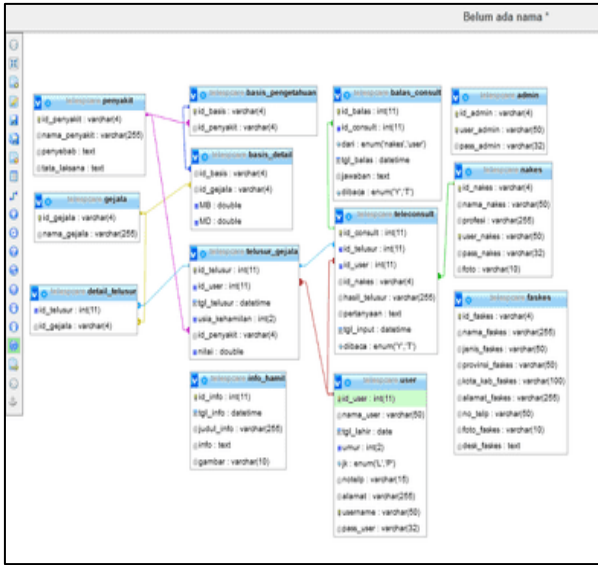 Belum ada nama *
penyakit
id_penyakit : varchar(4)
nama_penyakit : varchar(255)
penyebab : text
tata_laksana : text
gejala
id_gejala : varchar(4)
nama_gejala : varchar(255)
detail_telusur
id_telusur : int(11)
id_gejala : varchar(4)
basis_pengetahuan
id_basis : varchar(4)
id_penyakit : varchar(4)
basis_detail
id_basis : varchar(4)
id_gejala : varchar(4)
MB : double
MD : double
telusur_gejala
id_telusur : int(11)
id_user : int(11)
tgl_telusur : datetime
usia_kehamilan : int(2)
id_penyakit : varchar(4)
nilai : double
info_hamil
id_info : int(11)
tgl_info : datetime
judul_info : varchar(255)
info : text
gambar : varchar(10)
balas_consult
id_balas : int(11)
id_consult : int(11)
dari : enum('nakes','user')
tgl_balas : datetime
jawaban : text
dibaca : enum('Y','T')
teleconsult
id_consult : int(11)
id_telusur : int(11)
id_user : int(11)
id_nakes : varchar(4)
hasil_telusur : varchar(255)
pertanyaan : text
tgl_input : datetime
dibaca : enum('Y','T')
user
id_user : int(11)
nama_user : varchar(50)
tgl_lahir : date
umur : int(2)
jk : enum('L','P')
notelp : varchar(15)
alamat : varchar(255)
username : varchar(50)
pass_user : varchar(32)
admin
id_admin : varchar(4)
user_admin : varchar(50)
pass_admin : varchar(32)
nakes
id_nakes : varchar(4)
nama_nakes : varchar(50)
profesi : varchar(255)
user_nakes : varchar(50)
pass_nakes : varchar(32)
foto : varchar(10)
faskes
id_faskes : varchar(4)
nama_faskes : varchar(255)
jenis_faskes : varchar(50)
provinsi_faskes : varchar(50)
kota_kab_faskes : varchar(100)
alamat_faskes : varchar(255)
no_telp : varchar(50)
foto_faskes : varchar(10)
desk_faskes : text